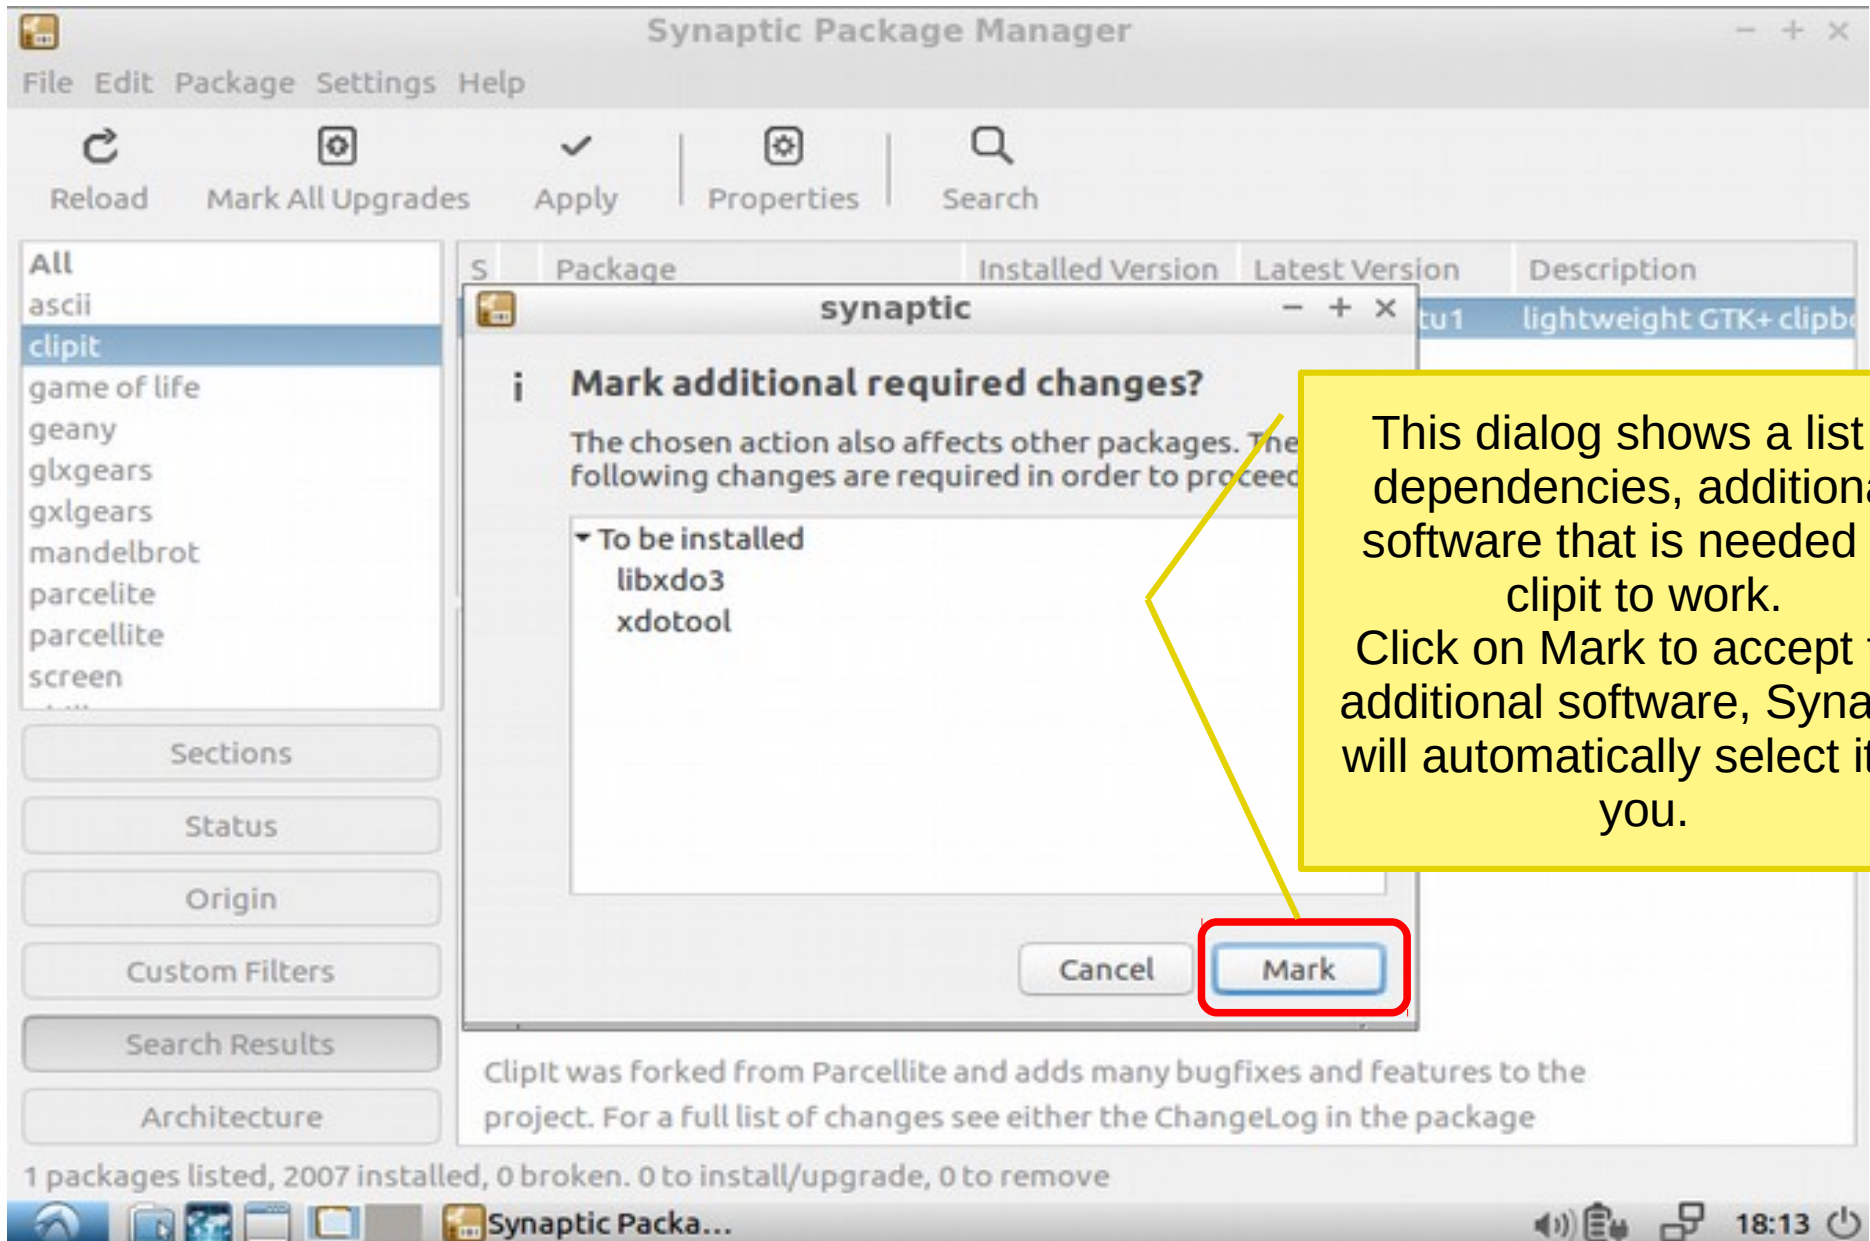 Synaptic Package Manager
File Edit Package Settings Help
Reload Mark All Upgrades Apply Properties Search
All
ascii
clipit
game of life
geany
glxgears
gxlgears
mandelbrot
parcelite
parcellite
screen
Sections
Status
Origin
Custom Filters
Search Results
Architecture
S Package Installed Version Latest Version Description
tu1 lightweight GTK+ clipb
synaptic
Mark additional required changes?
The chosen action also affects other packages. The
following changes are required in order to proceed
To be installed
libxdo3
xdotool
Cancel Mark
This dialog shows a list
dependencies, additiona
software that is needed
clipit to work.
Click on Mark to accept
additional software, Syna
will automatically select it
you.
ClipIt was forked from Parcellite and adds many bugfixes and features to the
project. For a full list of changes see either the ChangeLog in the package
1 packages listed, 2007 installed, 0 broken. 0 to install/upgrade, 0 to remove
Synaptic Packa... 18:13